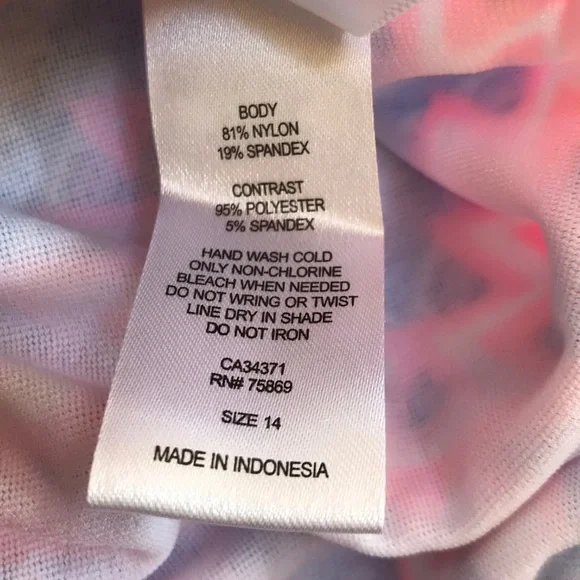 BODY
81% NYLON
19% SPANDEX
CONTRAST
95% POLYESTER
5% SPANDEX
HAND WASH COLD
ONLY NON-CHLORINE
BLEACH WHEN NEEDED
DO NOT WRING OR TWIST
LINE DRY IN SHADE
DO NOT IRON
CA34371
RN# 75869
SIZE 14
MADE IN INDONESIA